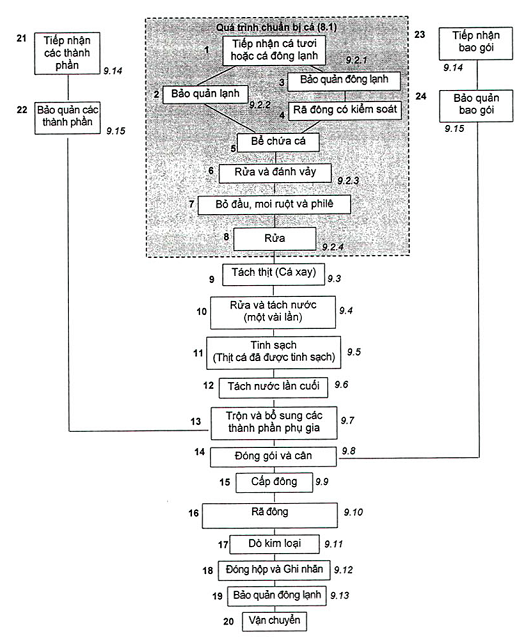 Quá trình chuẩn bị cá (8.1)
21
Tiếp nhận các thành
phần
9.14
1
Tiếp nhận cá tươi
hoặc cá đông lạnh
9.2.1
23
Tiếp nhận
bao gói
9.14
2
Bảo quản lạnh
9.2.2
3
Bảo quản đông lạnh
4
Rã đông có kiểm soát
22
Bảo quản các
thành phần
9.15
24
Bảo quản
bao gói
9.15
5
Bể chứa cá
6
Rửa và đánh vảy
9.2.3
7
Bỏ đầu, moi ruột và philê
8
Rửa
9.2.4
9
Tách thịt (Cá xay)
9.3
10
Rửa và tách nước
(một vài lần)
9.4
11
Tinh sạch
(Thịt cá đã được tinh sạch)
9.5
12
Tách nước lần cuối
9.6
13
Trộn và bổ sung các
thành phần phụ gia
9.7
14
Đóng gói và cân
9.8
15
Cấp đông
9.9
16
Rã đông
9.10
17
Dò kim loại
9.11
18
Đóng hộp và Ghi nhãn
9.12
19
Bảo quản đông lạnh
9.13
20
Vận chuyển